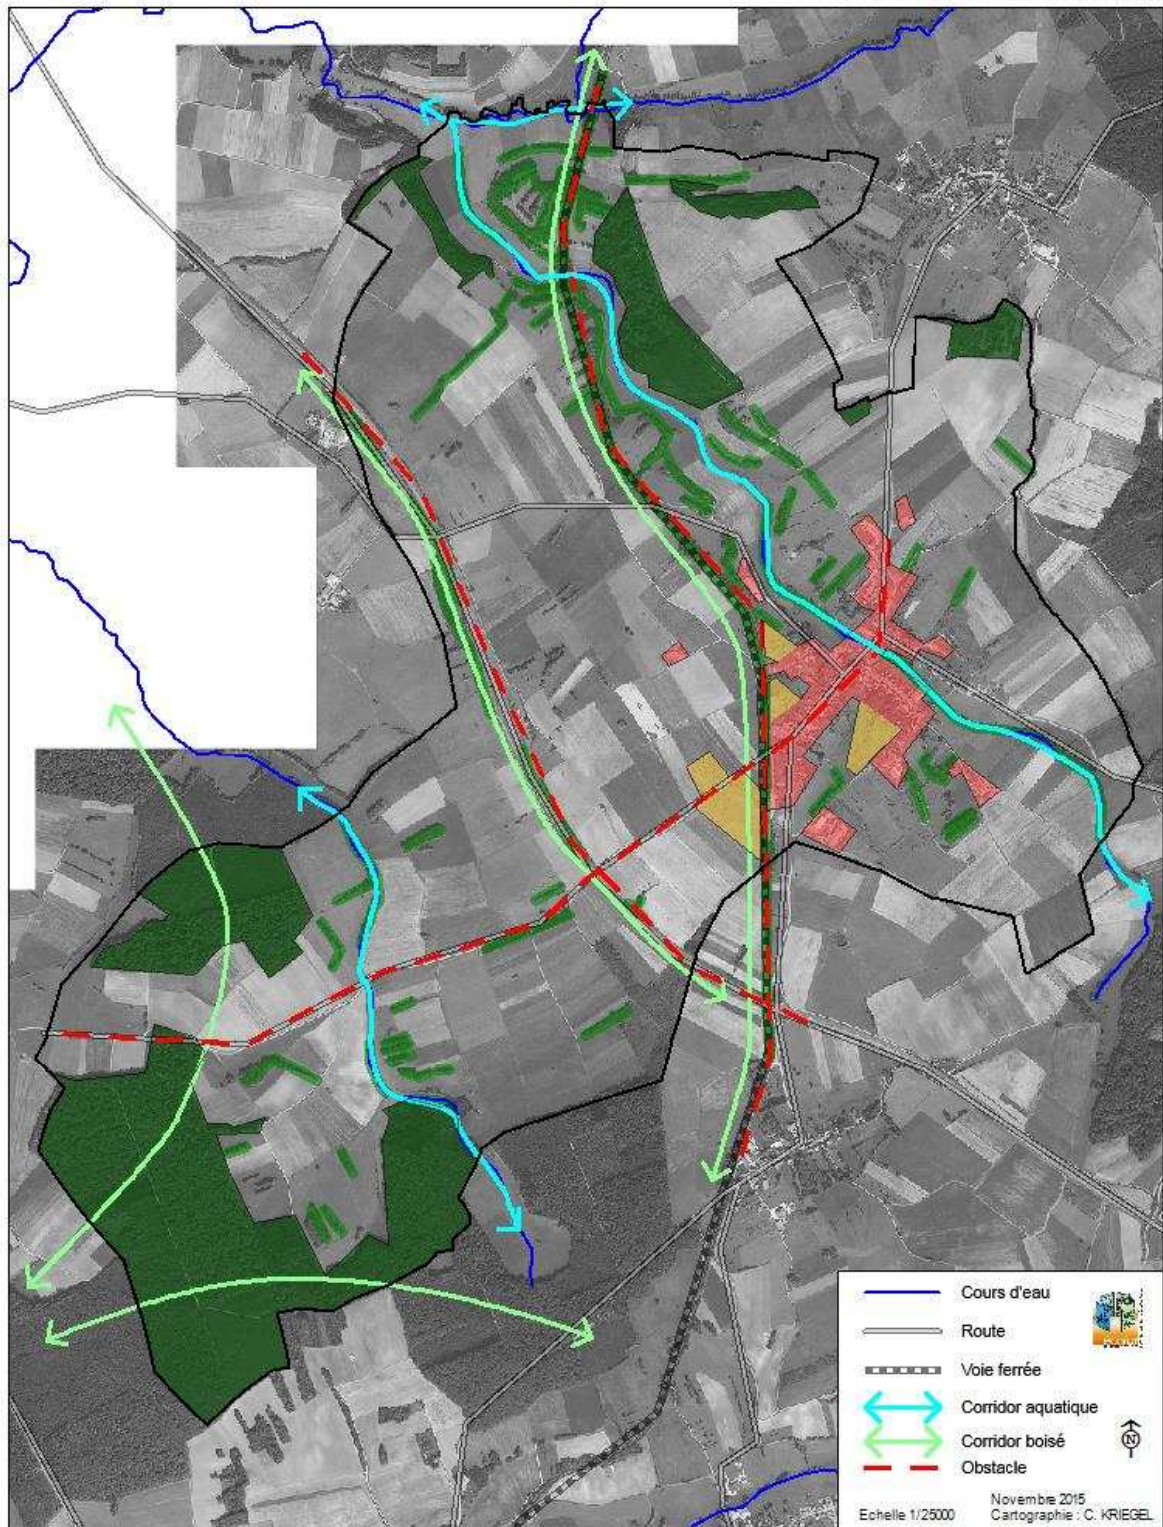 Cours d'eau
Route
Voie ferrée
Corridor aquatique
Corridor boisé
Obstacle
N
Echelle 1/25000
Novembre 2015
Cartographie : C. KRIEGEL